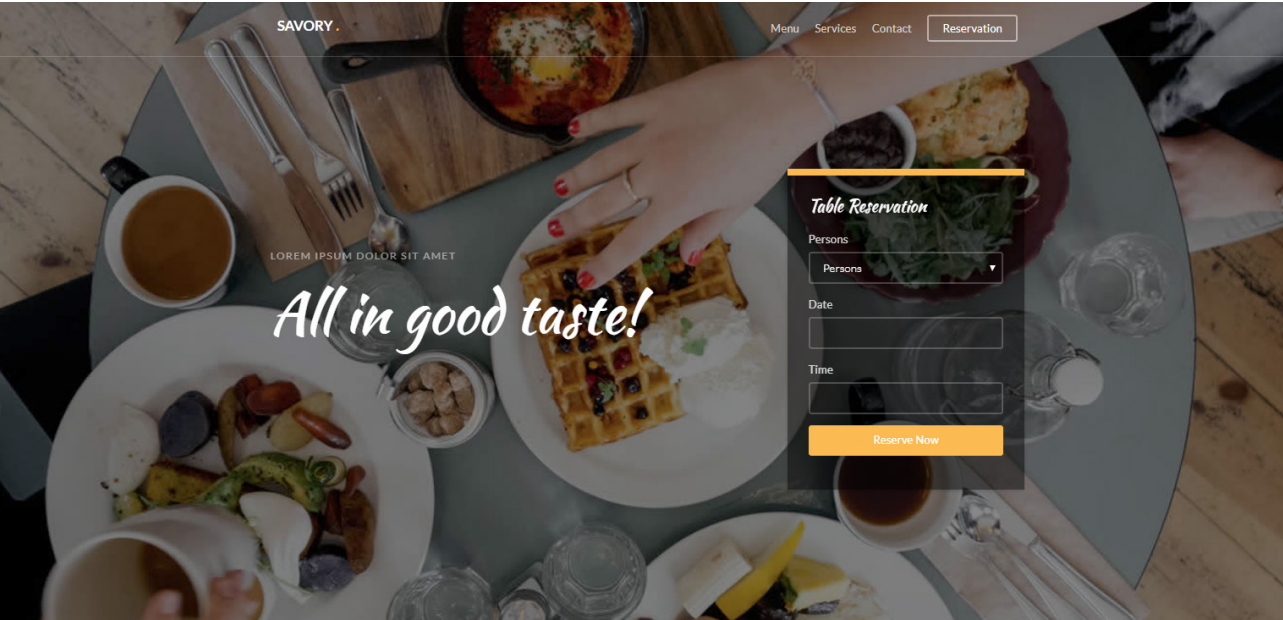 SAVORY .
Menu Services Contact Reservation
LOREM IPSUM DOLOR SIT AMET
All in good taste!
Table Reservation
Persons
Persons
Date
Time
Reserve Now